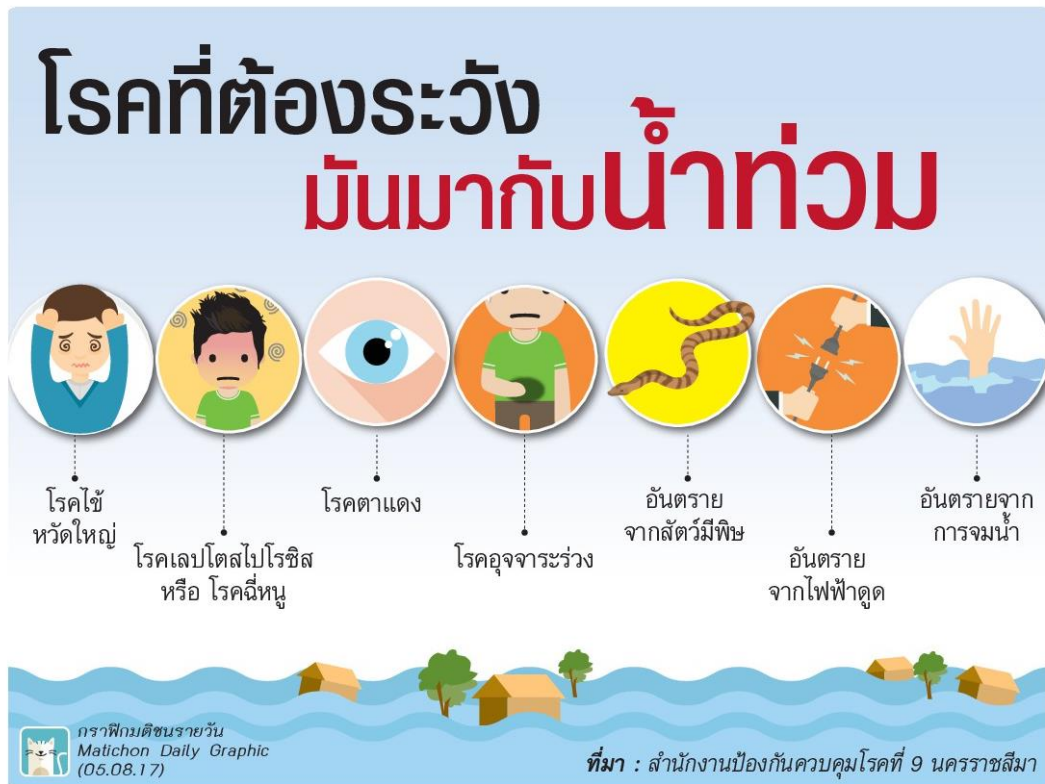 โรคที่ต้องระวัง
มันมากับน้ำท่วม
โรคไข้
หวัดใหญ่
โรคเลปโตสไปโรซิส
หรือ โรคฉี่หนู
โรคตาแดง
โรคอุจจาระร่วง
อันตราย
จากสัตว์มีพิษ
อันตราย
จากไฟฟ้าดูด
อันตรายจาก
การจมน้ำ
กราฟิกมติชนรายวัน
Matichon Daily Graphic
(05.08.17)
ที่มา : สำนักงานป้องกันควบคุมโรคที่ 9 นครราชสีมา